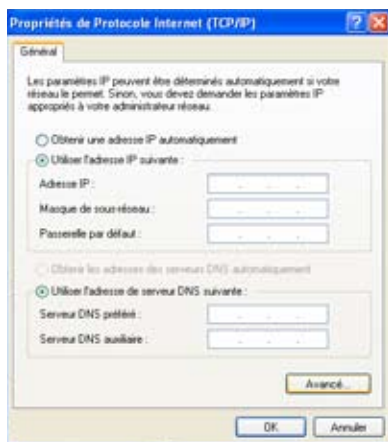 Propriétés de Protocole Internet (TCP/IP)
Général
Les paramètres IP peuvent être déterminés automatiquement si votre
réseau le permet. Sinon, vous devez demander les paramètres IP
appropriés à votre administrateur réseau.
Obtenir une adresse IP automatiquement
Utiliser l'adresse IP suivante :
Adresse IP :
Masque de sous-réseau :
Passerelle par défaut :
Obtenir les adresses des serveurs DNS automatiquement
Utiliser l'adresse de serveur DNS suivante :
Serveur DNS préféré :
Serveur DNS auxiliaire :
Avancé...
OK
Annuler